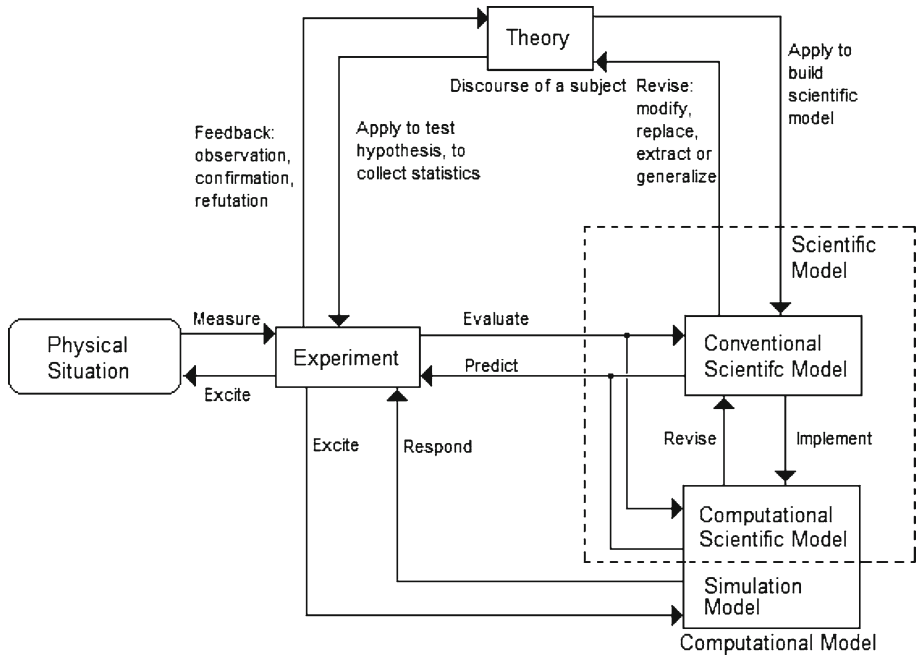 Theory
Discourse of a subject
Apply to
build
scientific
model
Revise:
modify,
replace,
extract or
generalize
Feedback:
observation,
confirmation,
refutation
Apply to test
hypothesis, to
collect statistics
Scientific
Model
Measure
Evaluate
Physical
Situation
Experiment
Conventional
Scientifc Model
Predict
Excite
Excite
Respond
Revise
Implement
Computational
Scientific Model
Simulation
Model
Computational Model